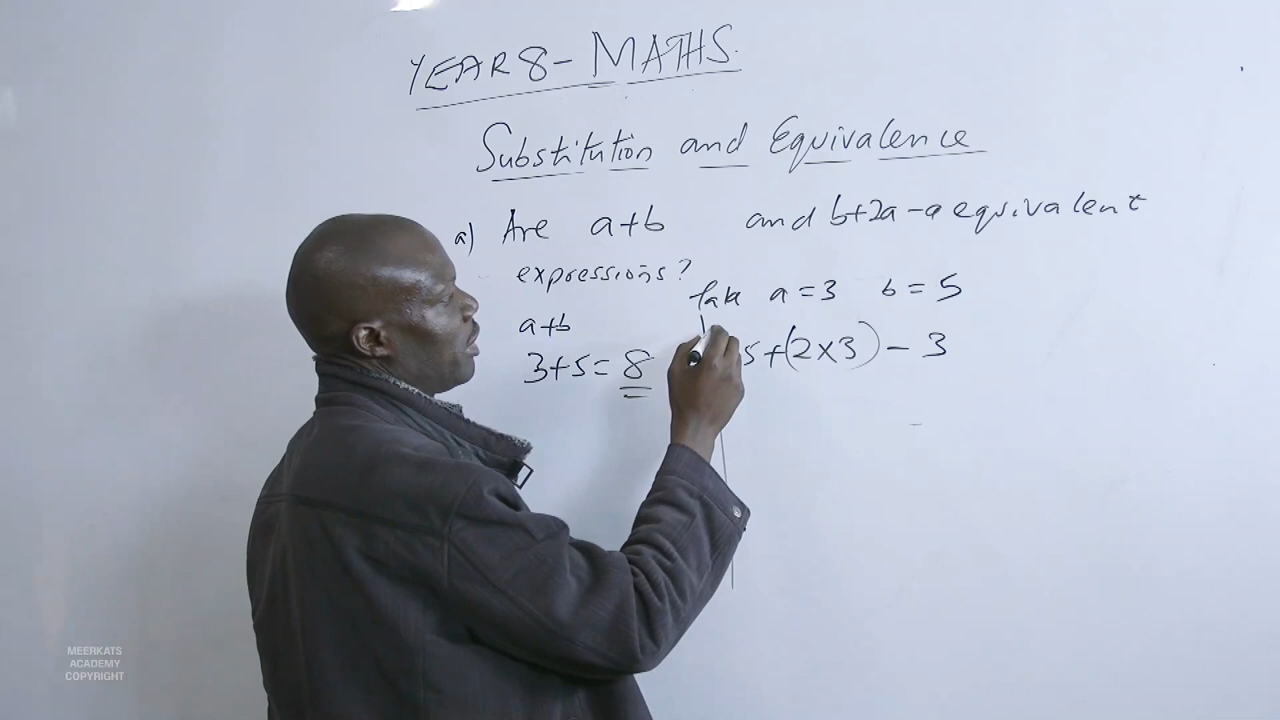 YEAR 8 - MATHS.
Substitution and Equivalence
a) Are a+b and b+2a-a equivalent
expressions?
Take a=3 b=5
a+b
3+5=8 5+(2×3)-3
MEERKATS
ACADEMY
COPYRIGHT